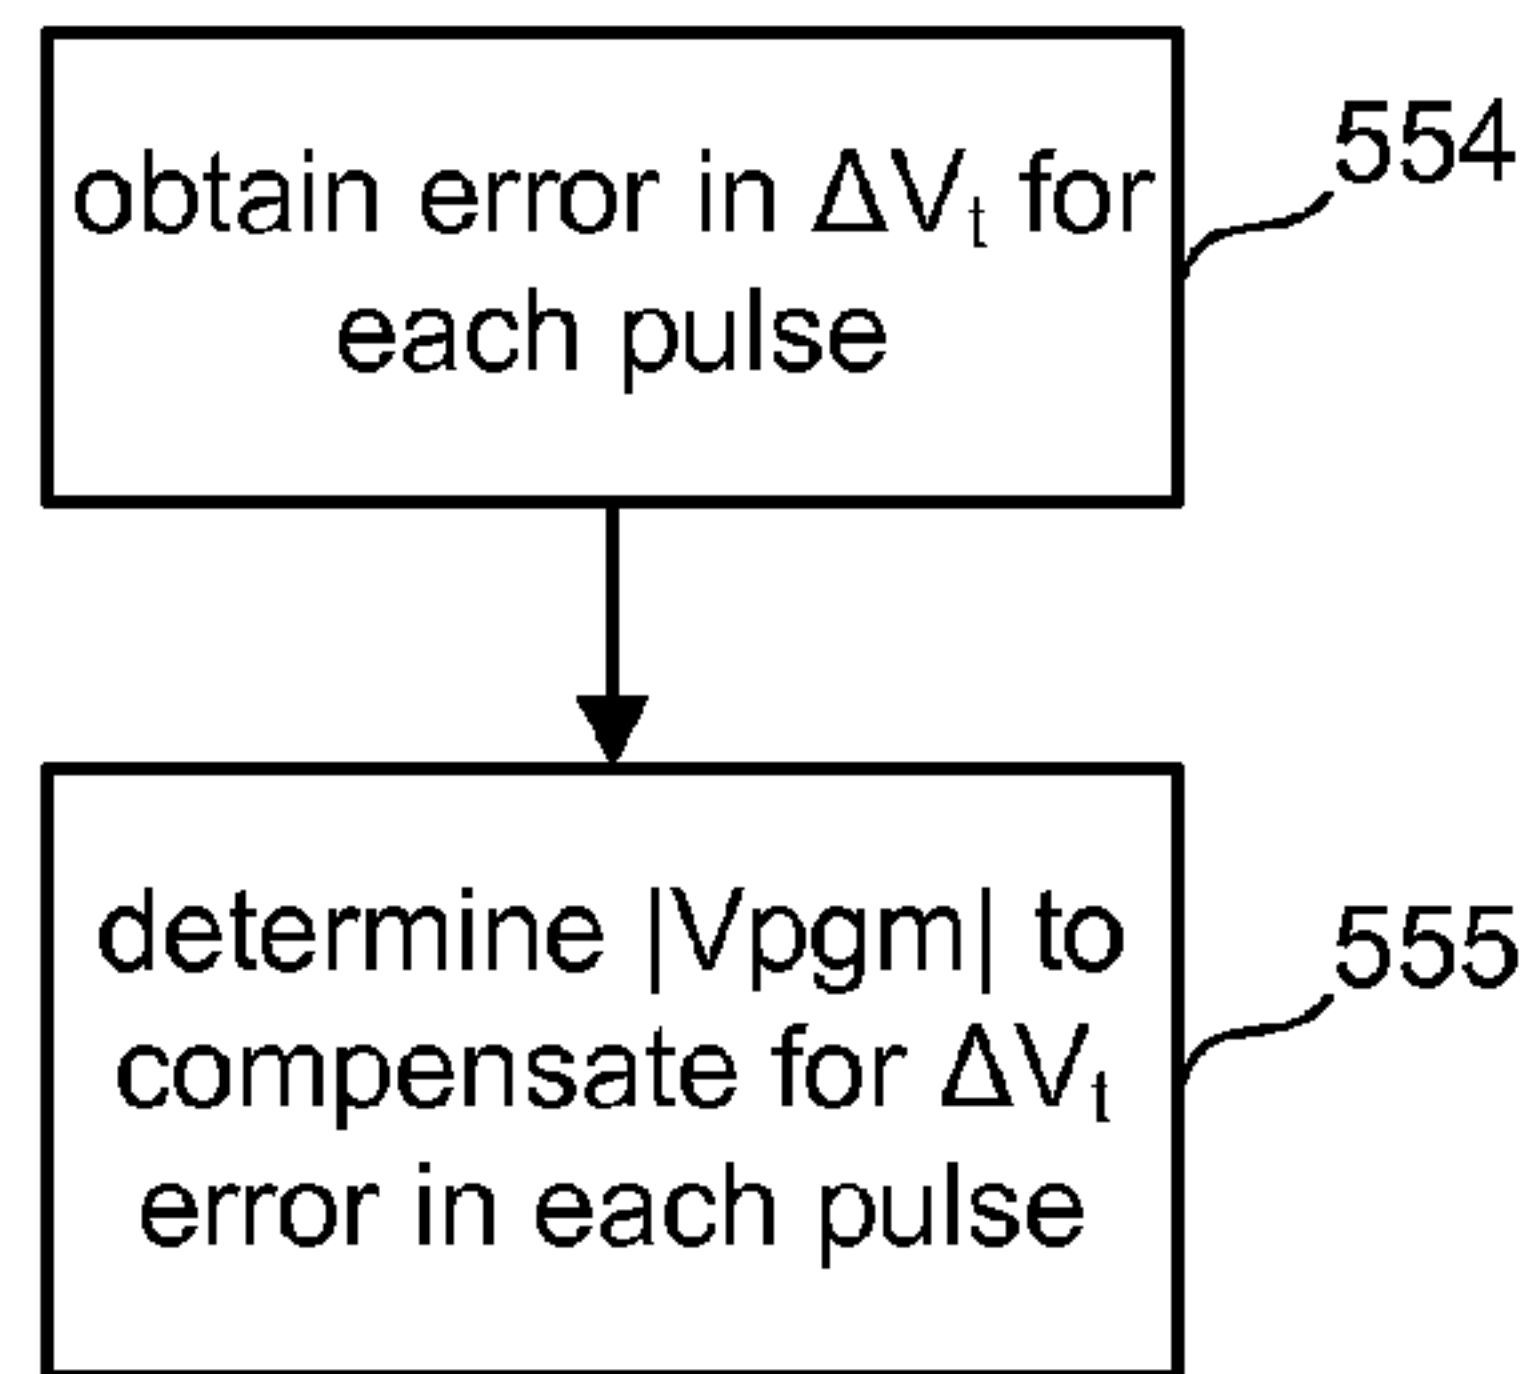 obtain error in ΔVt for
each pulse
554
determine |Vpgm| to
compensate for ΔVt
error in each pulse
555